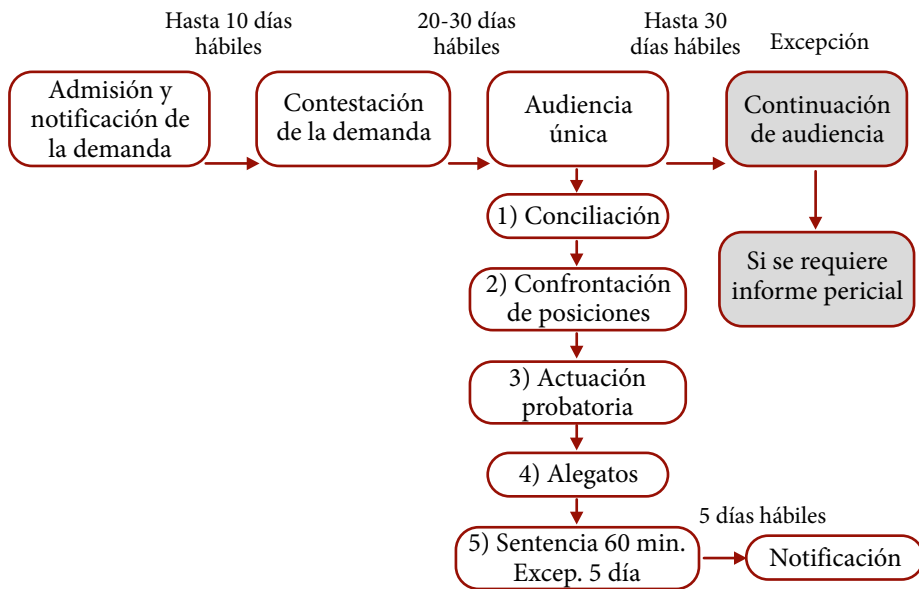 Hasta 10 días
hábiles
20-30 días
hábiles
Hasta 30
días hábiles
Excepción
Admisión y
notificación de
la demanda
Contestación
de la demanda
Audiencia
única
Continuación
de audiencia
1) Conciliación
Si se requiere
informe pericial
2) Confrontación
de posiciones
3) Actuación
probatoria
4) Alegatos
5) Sentencia 60 min.
Excep. 5 día
5 días hábiles
Notificación